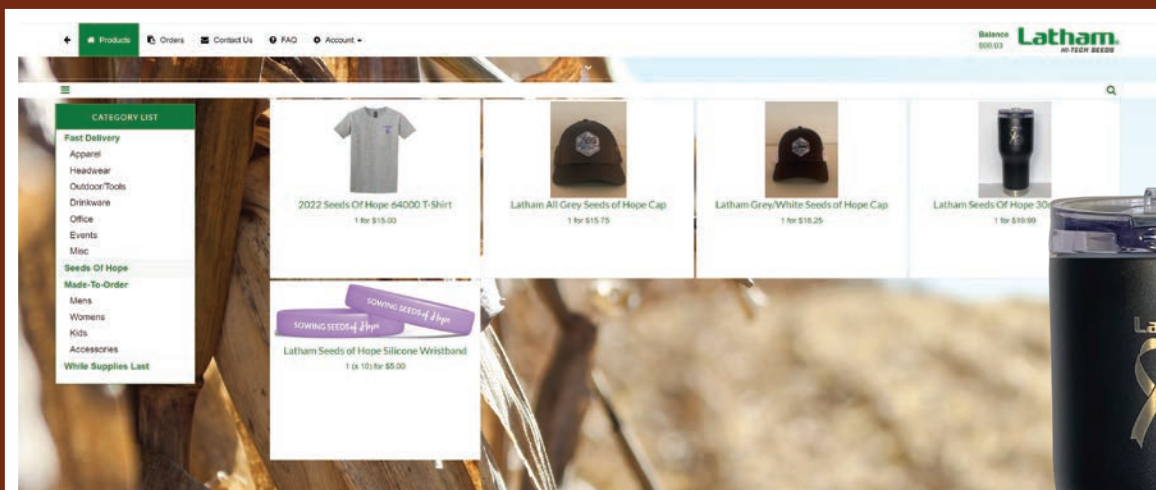 Products Orders Contact Us FAQ Account
Balance
$00.03
Latham
HI-TECH SEEDS
CATEGORY LIST
Fast Delivery
Apparel
Headwear
Outdoor/Tools
Drinkware
Office
Events
Misc
Seeds Of Hope
Made-To-Order
Mens
Womens
Kids
Accessories
While Supplies Last
2022 Seeds Of Hope 64000 T-Shirt
1 for $15.00
Latham All Grey Seeds of Hope Cap
1 for $15.75
Latham Grey/White Seeds of Hope Cap
1 for $18.25
Latham Seeds Of Hope 30
1 for $19.99
SOWING SEEDS of Hope
SOWING SEEDS of Hope
Latham Seeds of Hope Silicone Wristband
1 (x 10) for $5.00
La